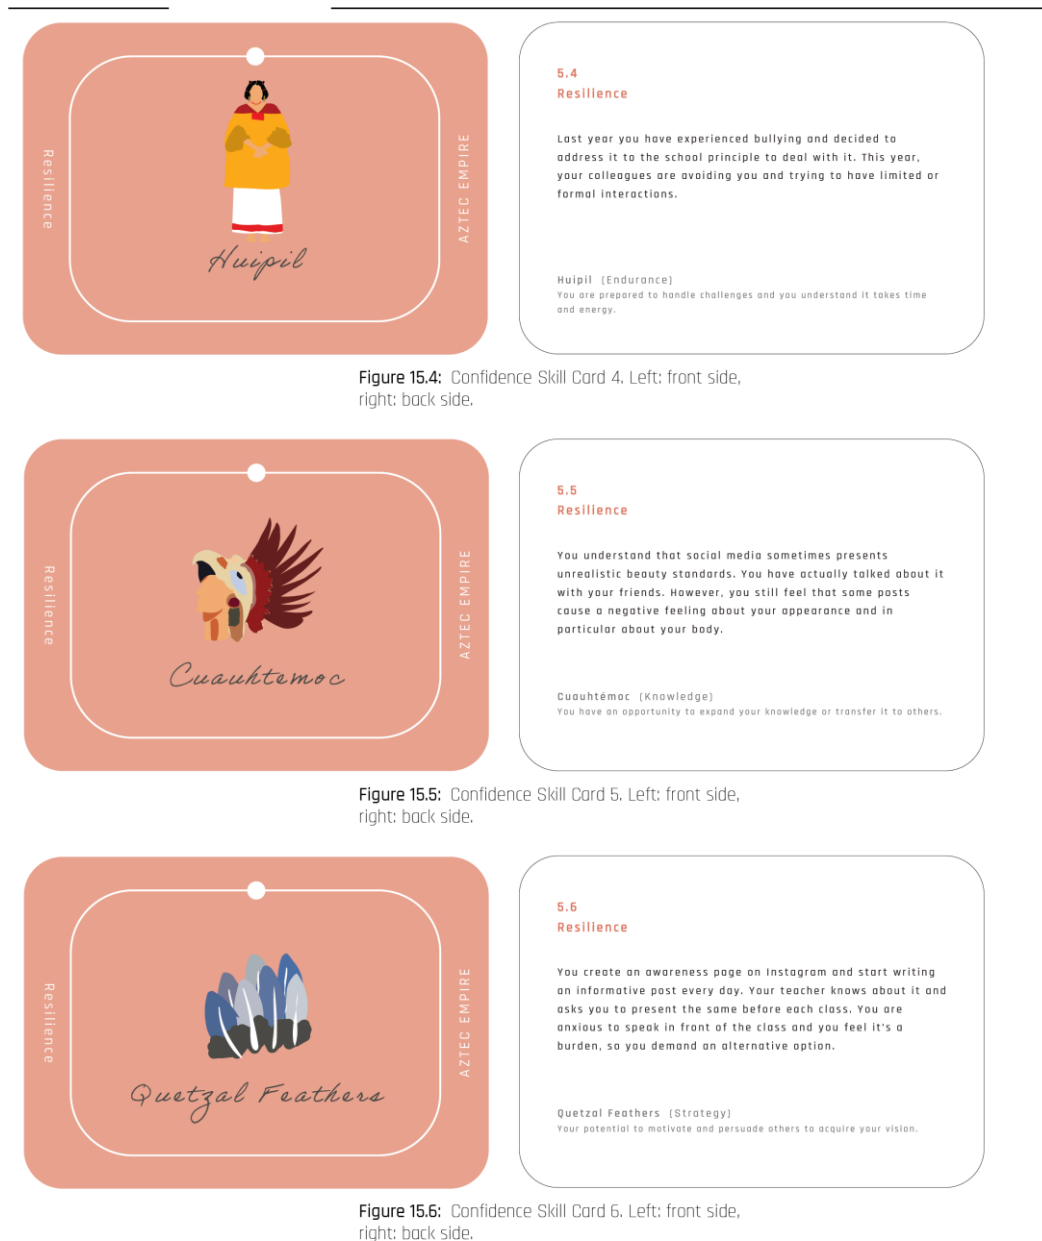 Resilience
Huipil
AZTEC EMPIRE
5.4
Resilience
Last year you have experienced bullying and decided to
address it to the school principle to deal with it. This year,
your colleagues are avoiding you and trying to have limited or
formal interactions.
Huipil (Endurance)
You are prepared to handle challenges and you understand it takes time
and energy.
Figure 15.4: Confidence Skill Card 4. Left: front side,
right: back side.
Resilience
Cuauhtemoc
AZTEC EMPIRE
5.5
Resilience
You understand that social media sometimes presents
unrealistic beauty standards. You have actually talked about it
with your friends. However, you still feel that some posts
cause a negative feeling about your appearance and in
particular about your body.
Cuauhtémoc (Knowledge)
You have an opportunity to expand your knowledge or transfer it to others.
Figure 15.5: Confidence Skill Card 5. Left: front side,
right: back side.
Resilience
Quetzal Feathers
AZTEC EMPIRE
5.6
Resilience
You create an awareness page on Instagram and start writing
an informative post every day. Your teacher knows about it and
asks you to present the same before each class. You are
anxious to speak in front of the class and you feel it's a
burden, so you demand an alternative option.
Quetzal Feathers (Strategy)
Your potential to motivate and persuade others to acquire your vision.
Figure 15.6: Confidence Skill Card 6. Left: front side,
right: back side.